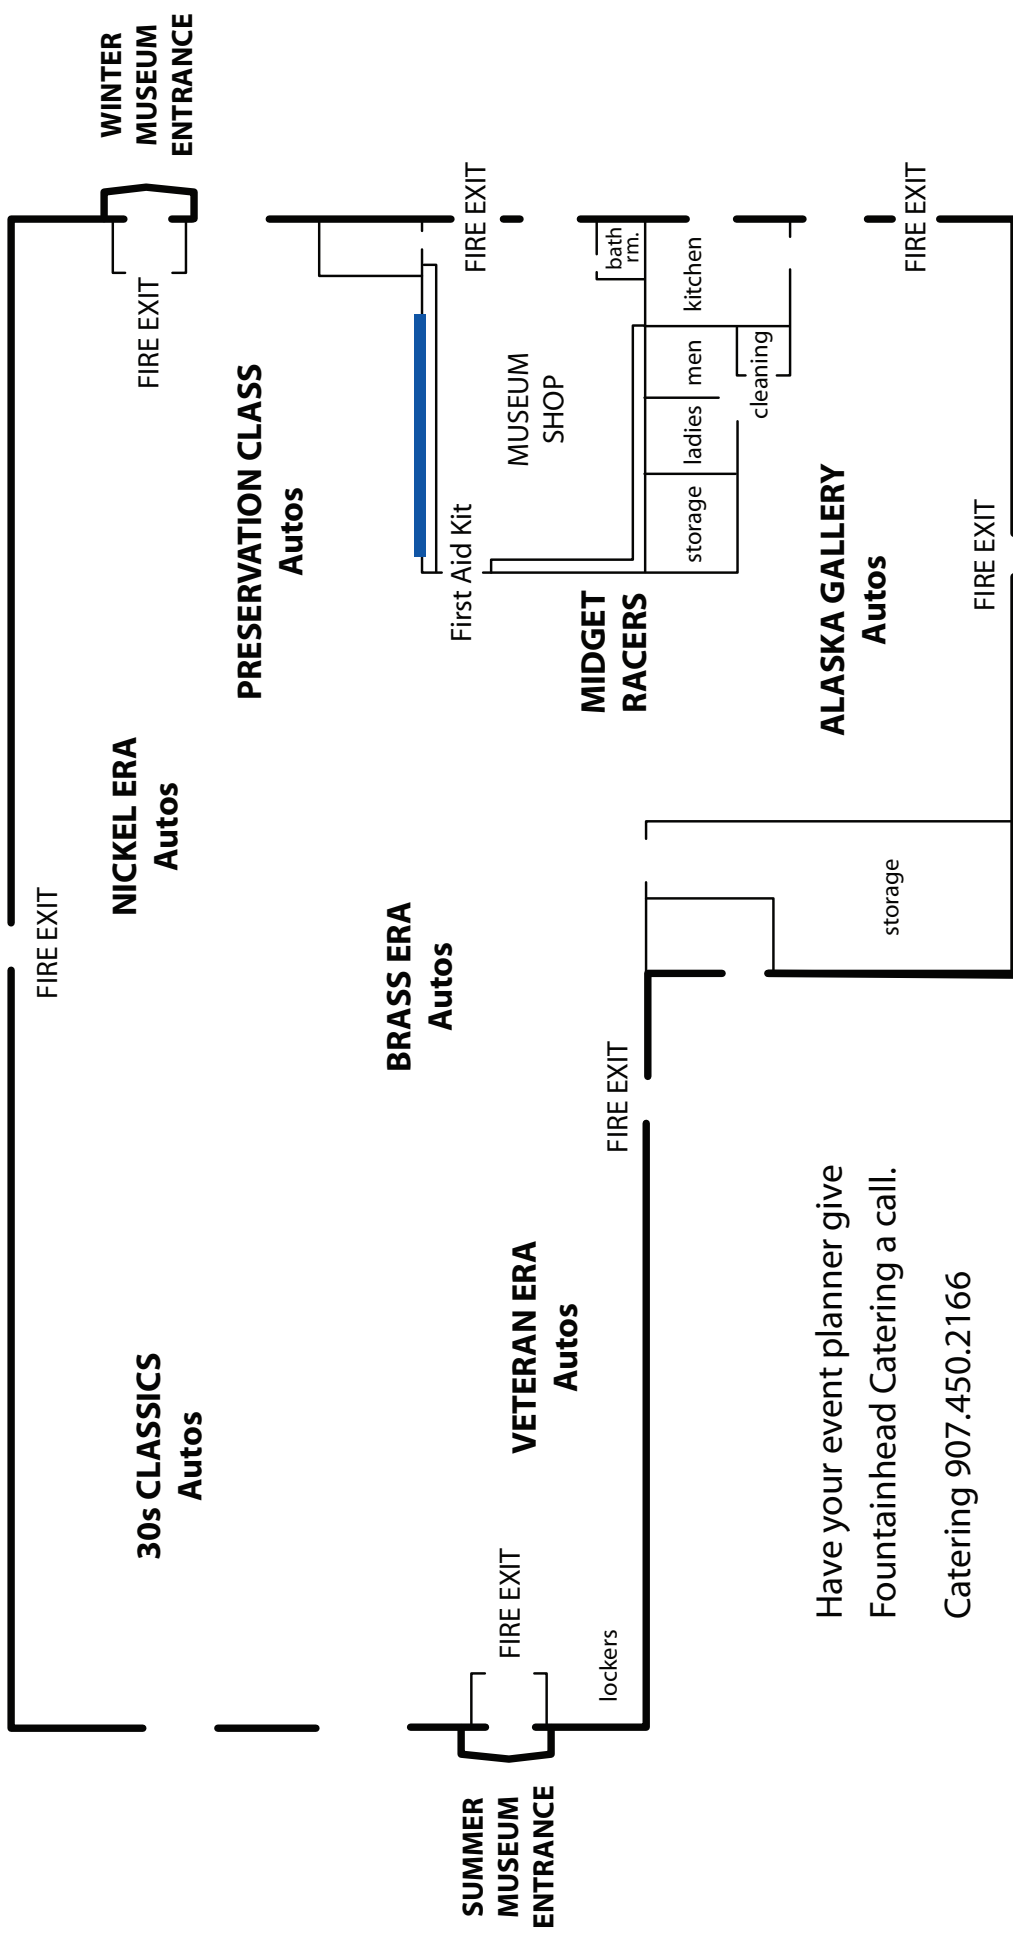 WINTER
MUSEUM
ENTRANCE
FIRE EXIT
FIRE EXIT
NICKEL ERA
Autos
PRESERVATION CLASS
Autos
30s CLASSICS
Autos
BRASS ERA
Autos
First Aid Kit
MUSEUM
SHOP
FIRE EXIT
bath
rm.
kitchen
men
ladies
storage
cleaning
MIDGET
RACERS
ALASKA GALLERY
Autos
FIRE EXIT
FIRE EXIT
storage
FIRE EXIT
VETERAN ERA
Autos
FIRE EXIT
lockers
SUMMER
MUSEUM
ENTRANCE
Have your event planner give
Fountainhead Catering a call.
Catering 907.450.2166